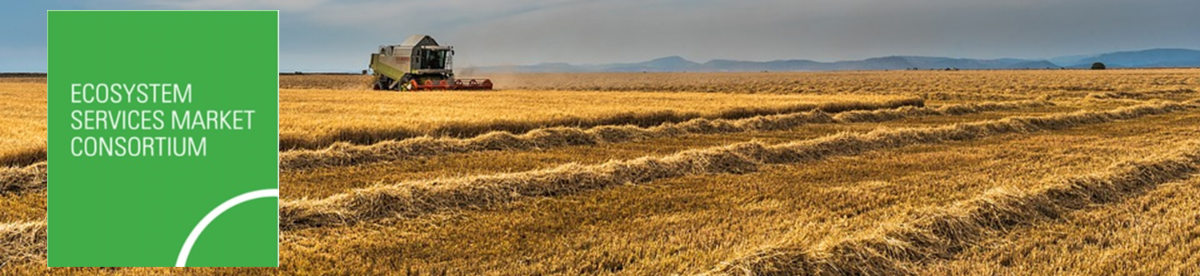 ECOSYSTEM
SERVICES MARKET
CONSORTIUM